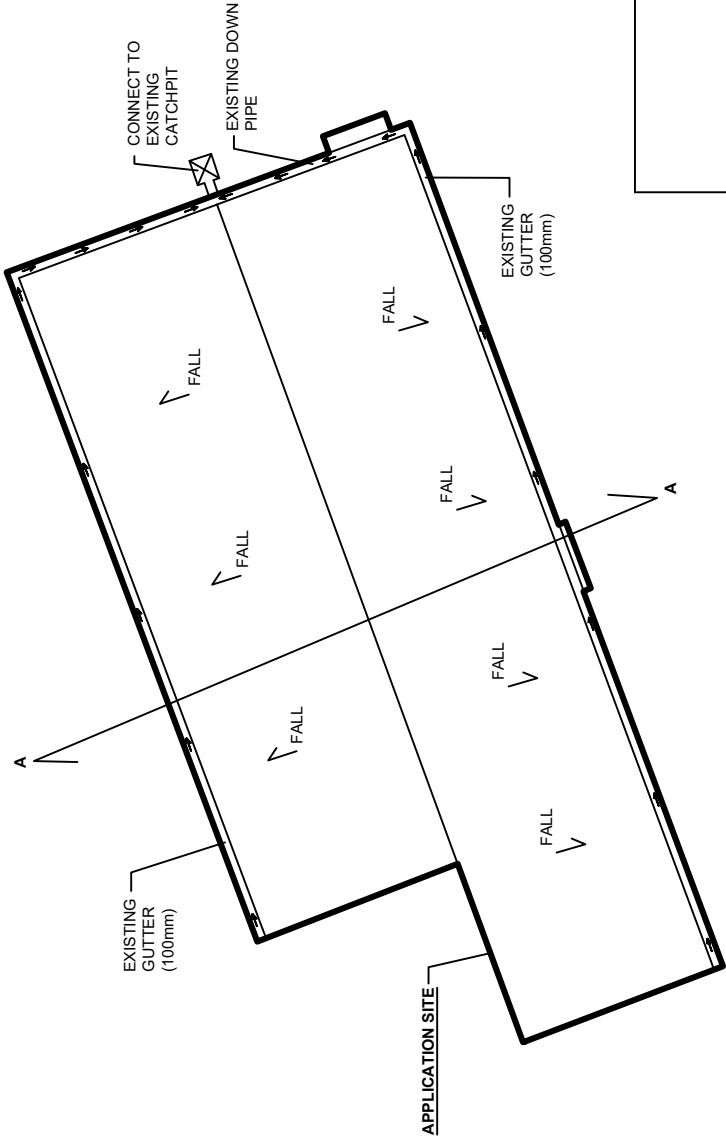 CONNECT TO
EXISTING
CATCHPIT
EXISTING DOWN
PIPE
EXISTING
GUTTER
(100mm)
FALL
FALL
FALL
FALL
FALL
FALL
FALL
A
A
EXISTING
GUTTER
(100mm)
APPLICATION SITE